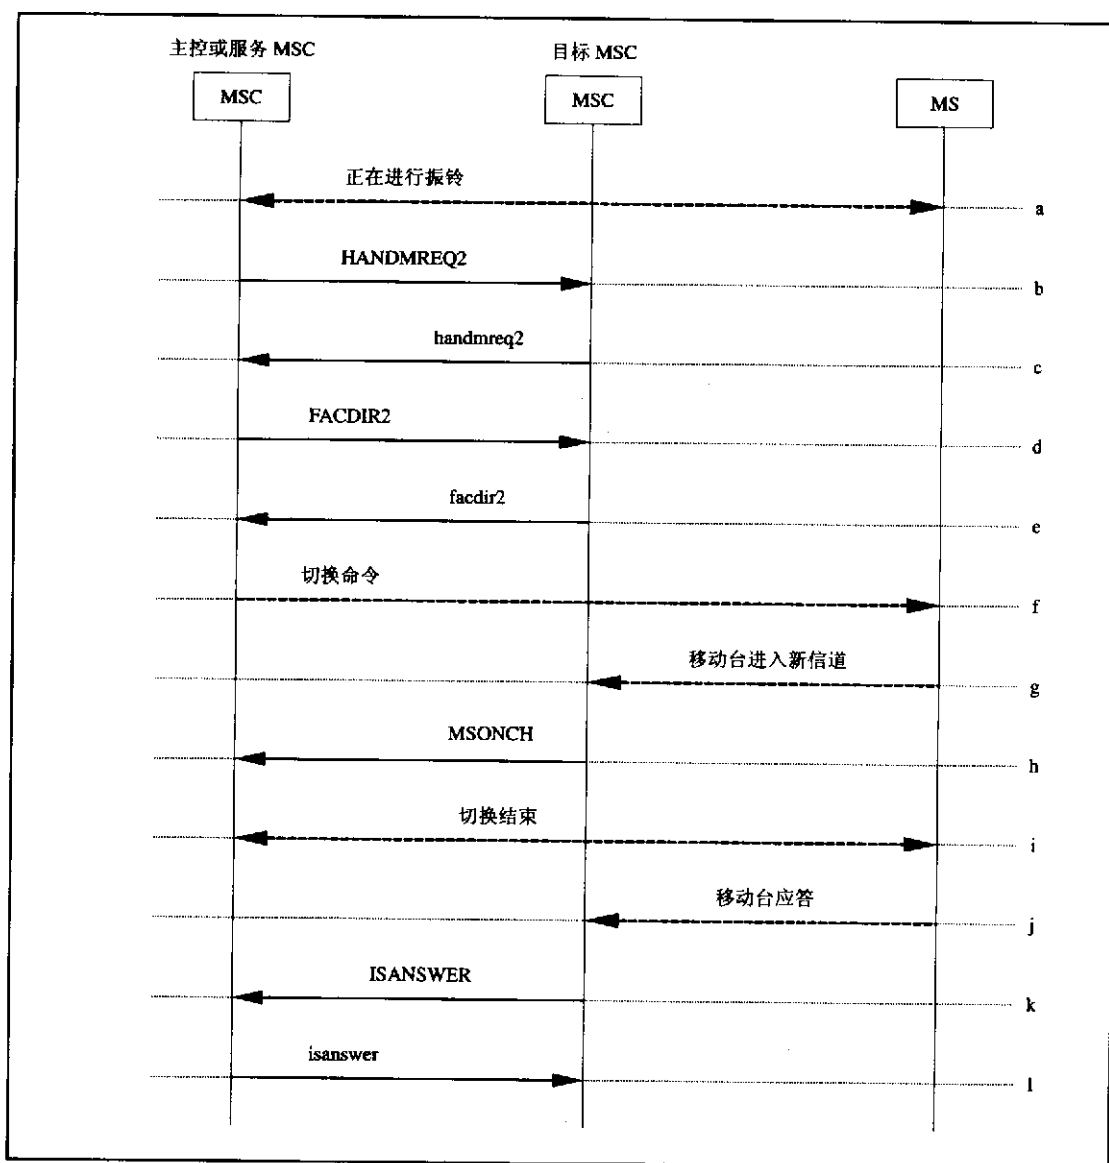 主控或服务 MSC
目标 MSC
MSC
MSC
MS
正在进行振铃
a
HANDMREQ2
b
handmreq2
c
FACDIR2
d
facdir2
e
切换命令
f
移动台进入新信道
g
MSONCH
h
切换结束
i
移动台应答
j
ISANSWER
k
isanswer
l